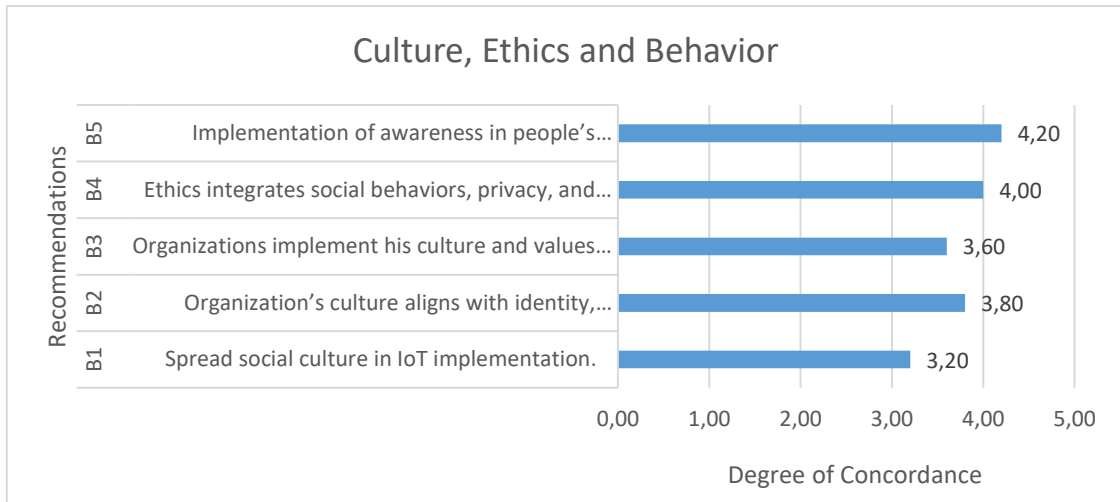 Culture, Ethics and Behavior
Recommendations
B5 Implementation of awareness in people’s... 4,20
B4 Ethics integrates social behaviors, privacy, and... 4,00
B3 Organizations implement his culture and values... 3,60
B2 Organization’s culture aligns with identity,... 3,80
B1 Spread social culture in IoT implementation. 3,20
0,00 1,00 2,00 3,00 4,00 5,00
Degree of Concordance